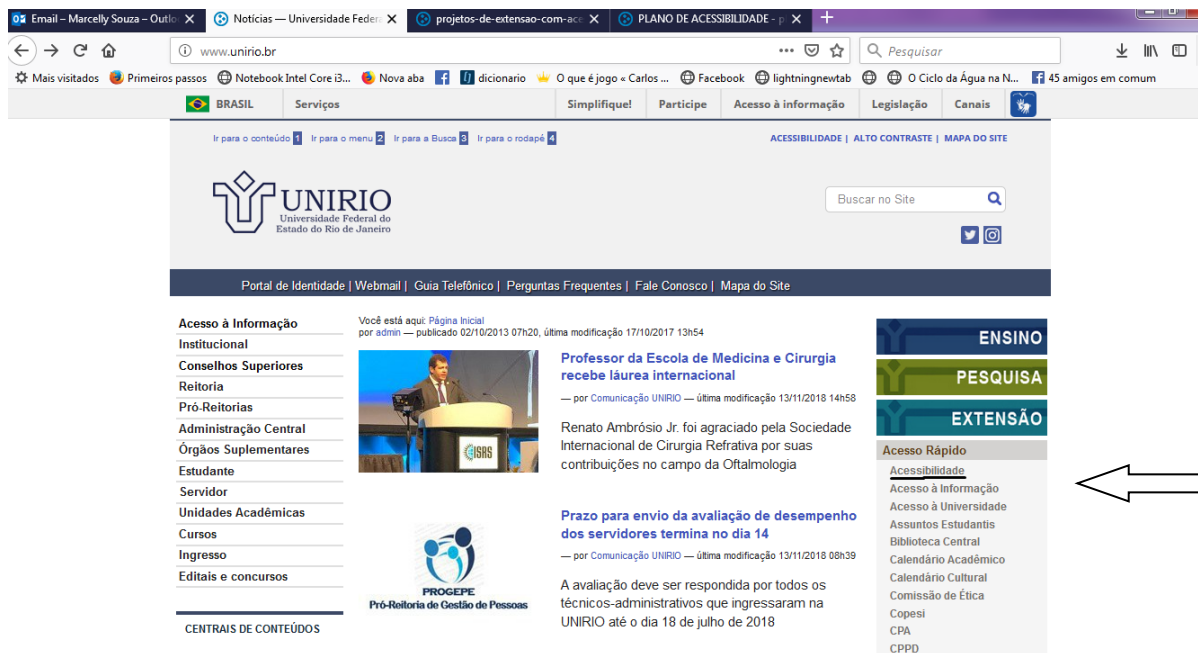 Email – Marcelly Souza – Outlo
Notícias — Universidade Feder
projetos-de-extensao-com-ace
PLANO DE ACESSIBILIDADE - p
www.unirio.br
Pesquisar
Mais visitados
Primeiros passos
Notebook Intel Core i3...
Nova aba
dicionario
O que é jogo « Carlos ...
Facebook
lightningnewtab
O Ciclo da Água na N...
45 amigos em comum
BRASIL
Serviços
Simplifique!
Participe
Acesso à informação
Legislação
Canais
Ir para o conteúdo 1 Ir para o menu 2 Ir para a Busca 3 Ir para o rodapé 4
ACESSIBILIDADE | ALTO CONTRASTE | MAPA DO SITE
UNIRIO
Universidade Federal do
Estado do Rio de Janeiro
Buscar no Site
Portal de Identidade | Webmail | Guia Telefônico | Perguntas Frequentes | Fale Conosco | Mapa do Site
Acesso à Informação
Institucional
Conselhos Superiores
Reitoria
Pró-Reitorias
Administração Central
Órgãos Suplementares
Estudante
Servidor
Unidades Acadêmicas
Cursos
Ingresso
Editais e concursos
CENTRAIS DE CONTEÚDOS
Você está aqui: Página Inicial
por admin — publicado 02/10/2013 07h20, última modificação 17/10/2017 13h54
ISRS
Professor da Escola de Medicina e Cirurgia
recebe láurea internacional
— por Comunicação UNIRIO — última modificação 13/11/2018 14h58
Renato Ambrósio Jr. foi agraciado pela Sociedade
Internacional de Cirurgia Refrativa por suas
contribuições no campo da Oftalmologia
PROGEPE
Pró-Reitoria de Gestão de Pessoas
Prazo para envio da avaliação de desempenho
dos servidores termina no dia 14
— por Comunicação UNIRIO — última modificação 13/11/2018 08h39
A avaliação deve ser respondida por todos os
técnicos-administrativos que ingressaram na
UNIRIO até o dia 18 de julho de 2018
ENSINO
PESQUISA
EXTENSÃO
Acesso Rápido
Acessibilidade
Acesso à Informação
Acesso à Universidade
Assuntos Estudantis
Biblioteca Central
Calendário Acadêmico
Calendário Cultural
Comissão de Ética
Copesi
CPA
CPPD